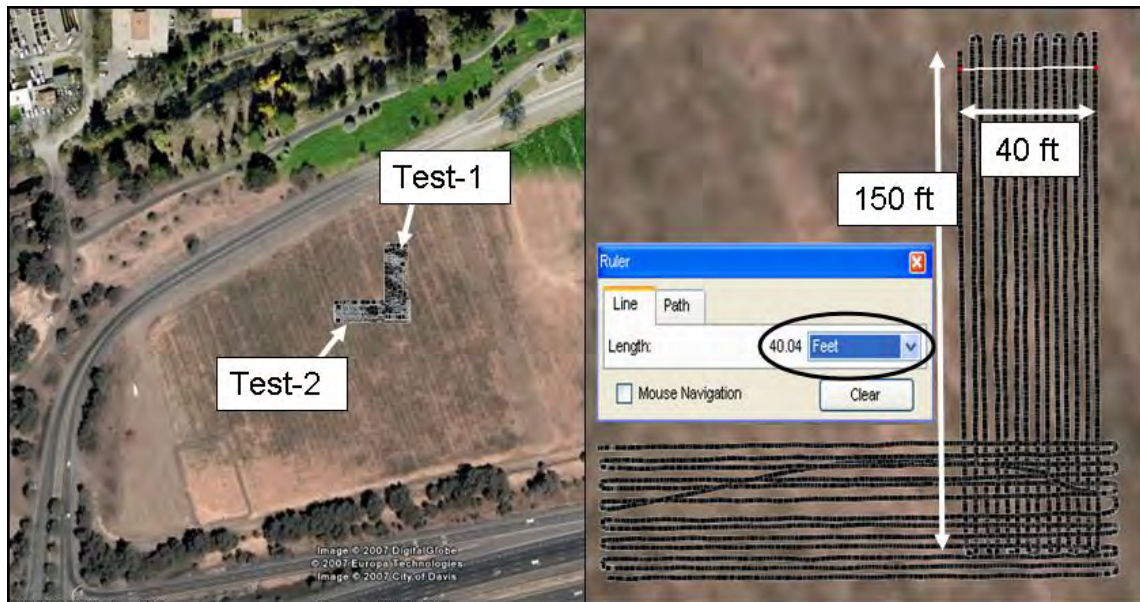 Test-1
Test-2
Image © 2007 DigitalGlobe
© 2007 Europa Technologies
Image © 2007 City of Davis
40 ft
150 ft
Ruler
Line Path
Length: 40.04 Feet
Mouse Navigation Clear